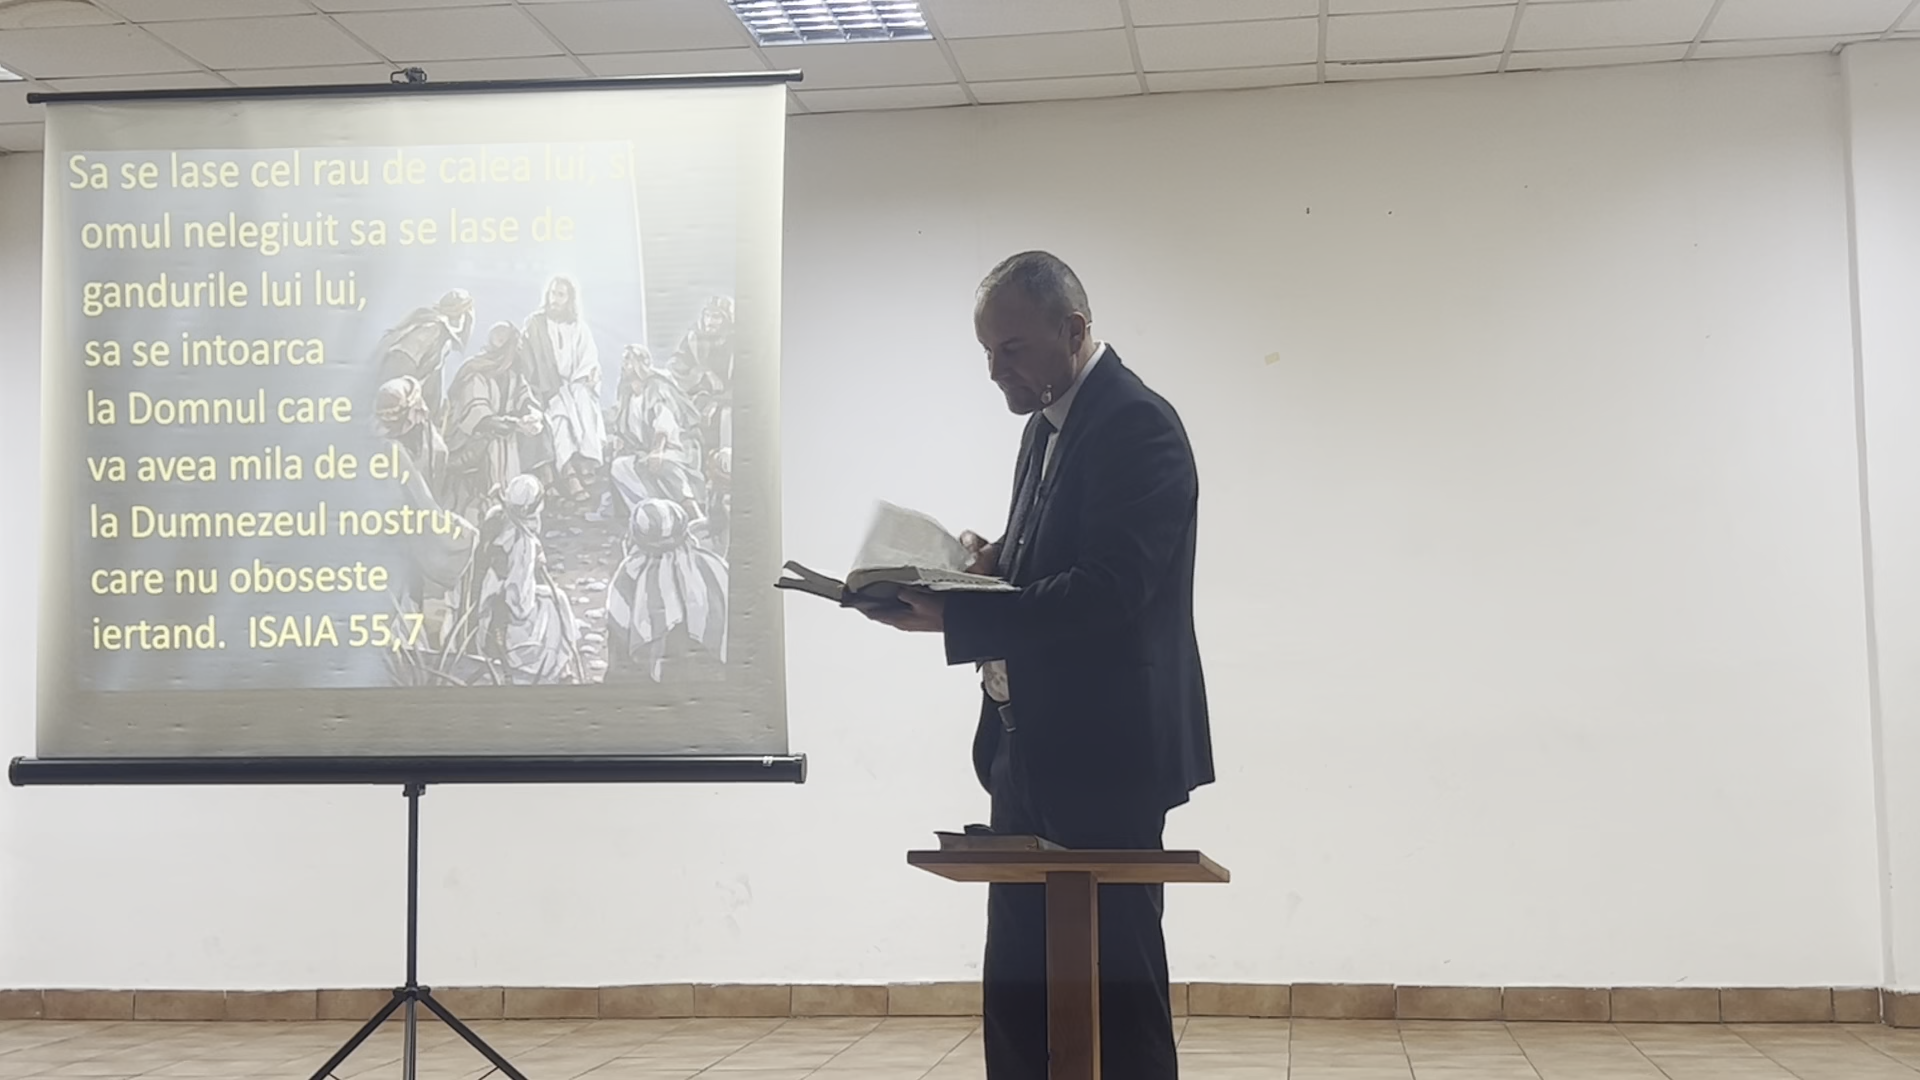 Sa se lase cel rau de calea lui, si
omul nelegiuit sa se lase de
gandurile lui lui,
sa se intoarca
la Domnul care
va avea mila de el,
la Dumnezeul nostru,
care nu oboseste
iertand. ISAIA 55,7